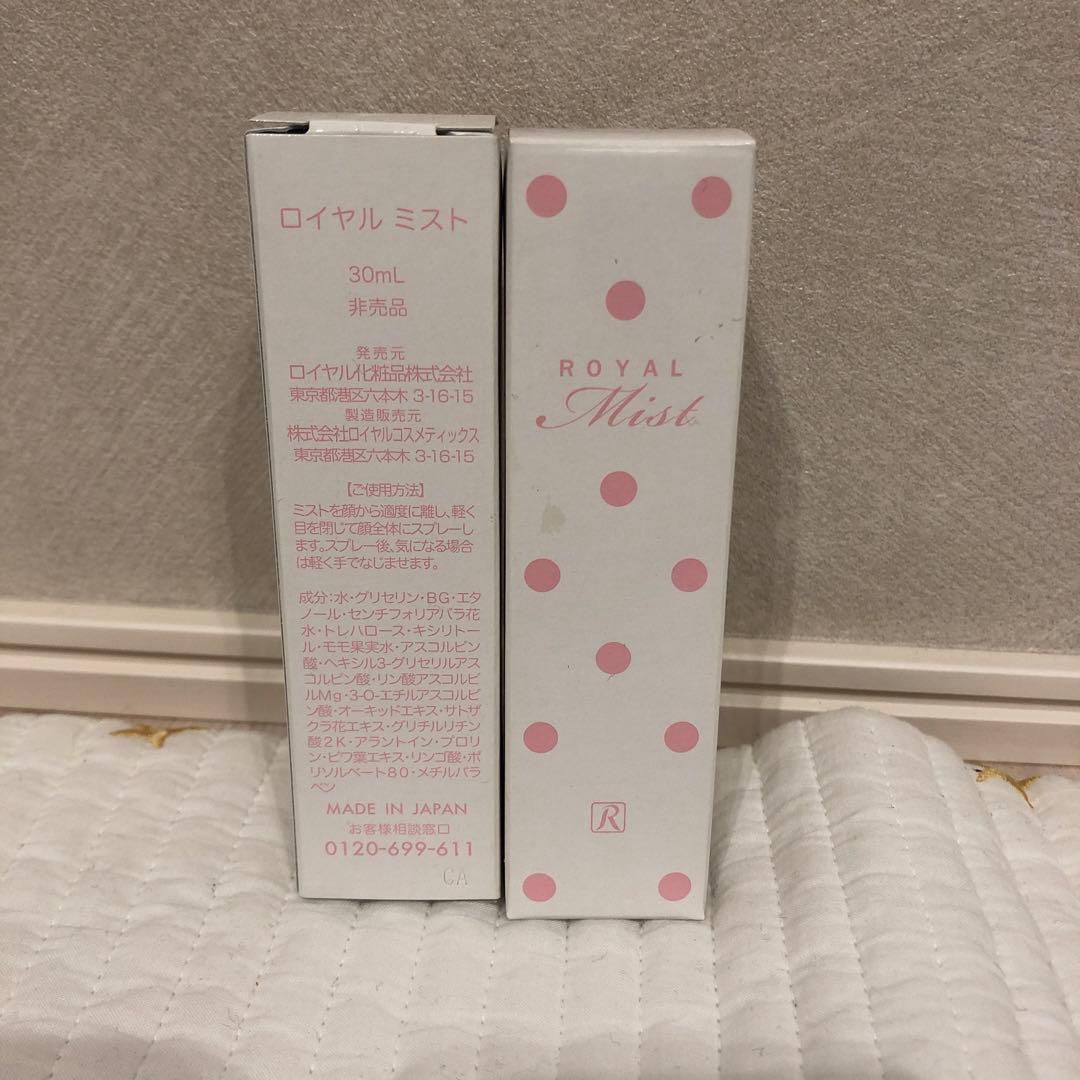 ロイヤル ミスト
30mL
非売品
発売元
ロイヤル化粧品株式会社
東京都港区六本木 3-16-15
製造販売元
株式会社ロイヤルコスメティックス
東京都港区六本木 3-16-15
【ご使用方法】
ミストを顔から適度に離し、軽く
目を閉じて顔全体にスプレーし
ます。スプレー後、気になる場合
は軽く手でなじませます。
成分:水・グリセリン・BG・エタ
ノール・センチフォリアバラ花
水・トレハロース・キシリトー
ル・モモ果実水・アスコルビン
酸・ヘキシル3-グリセリルアス
コルビン酸・リン酸アスコルビ
ルMg・3-O-エチルアスコルビ
ン酸・オーキッドエキス・サトザ
クラ花エキス・グリチルリチン
酸2K・アラントイン・プロリ
ン・ビワ葉エキス・リンゴ酸・ポ
リソルベート80・メチルパラ
ベン
MADE IN JAPAN
お客様相談窓口
0120-699-611
CA
ROYAL
Mist
R